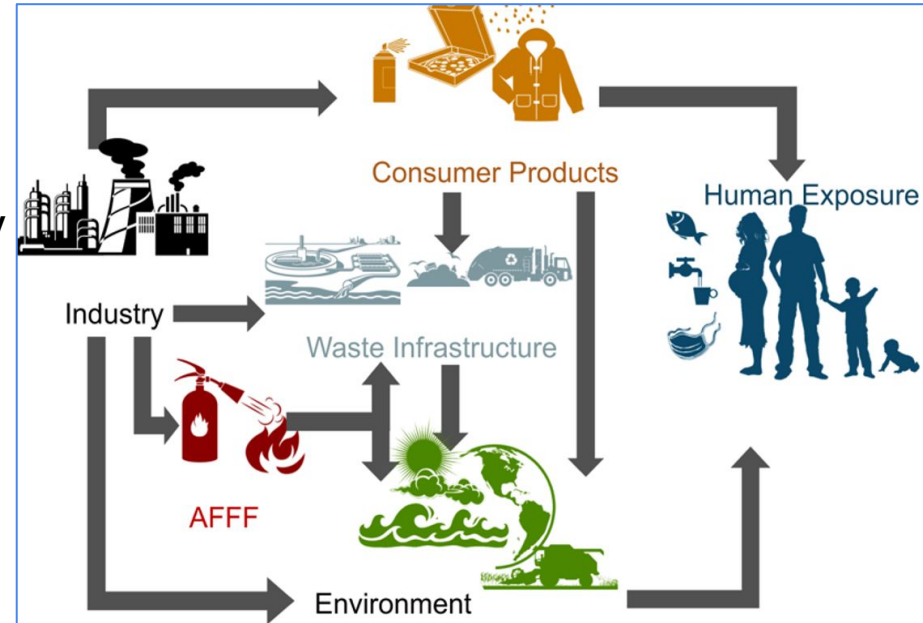 Consumer Products
Human Exposure
y
Industry
Waste Infrastructure
AFFF
Environment